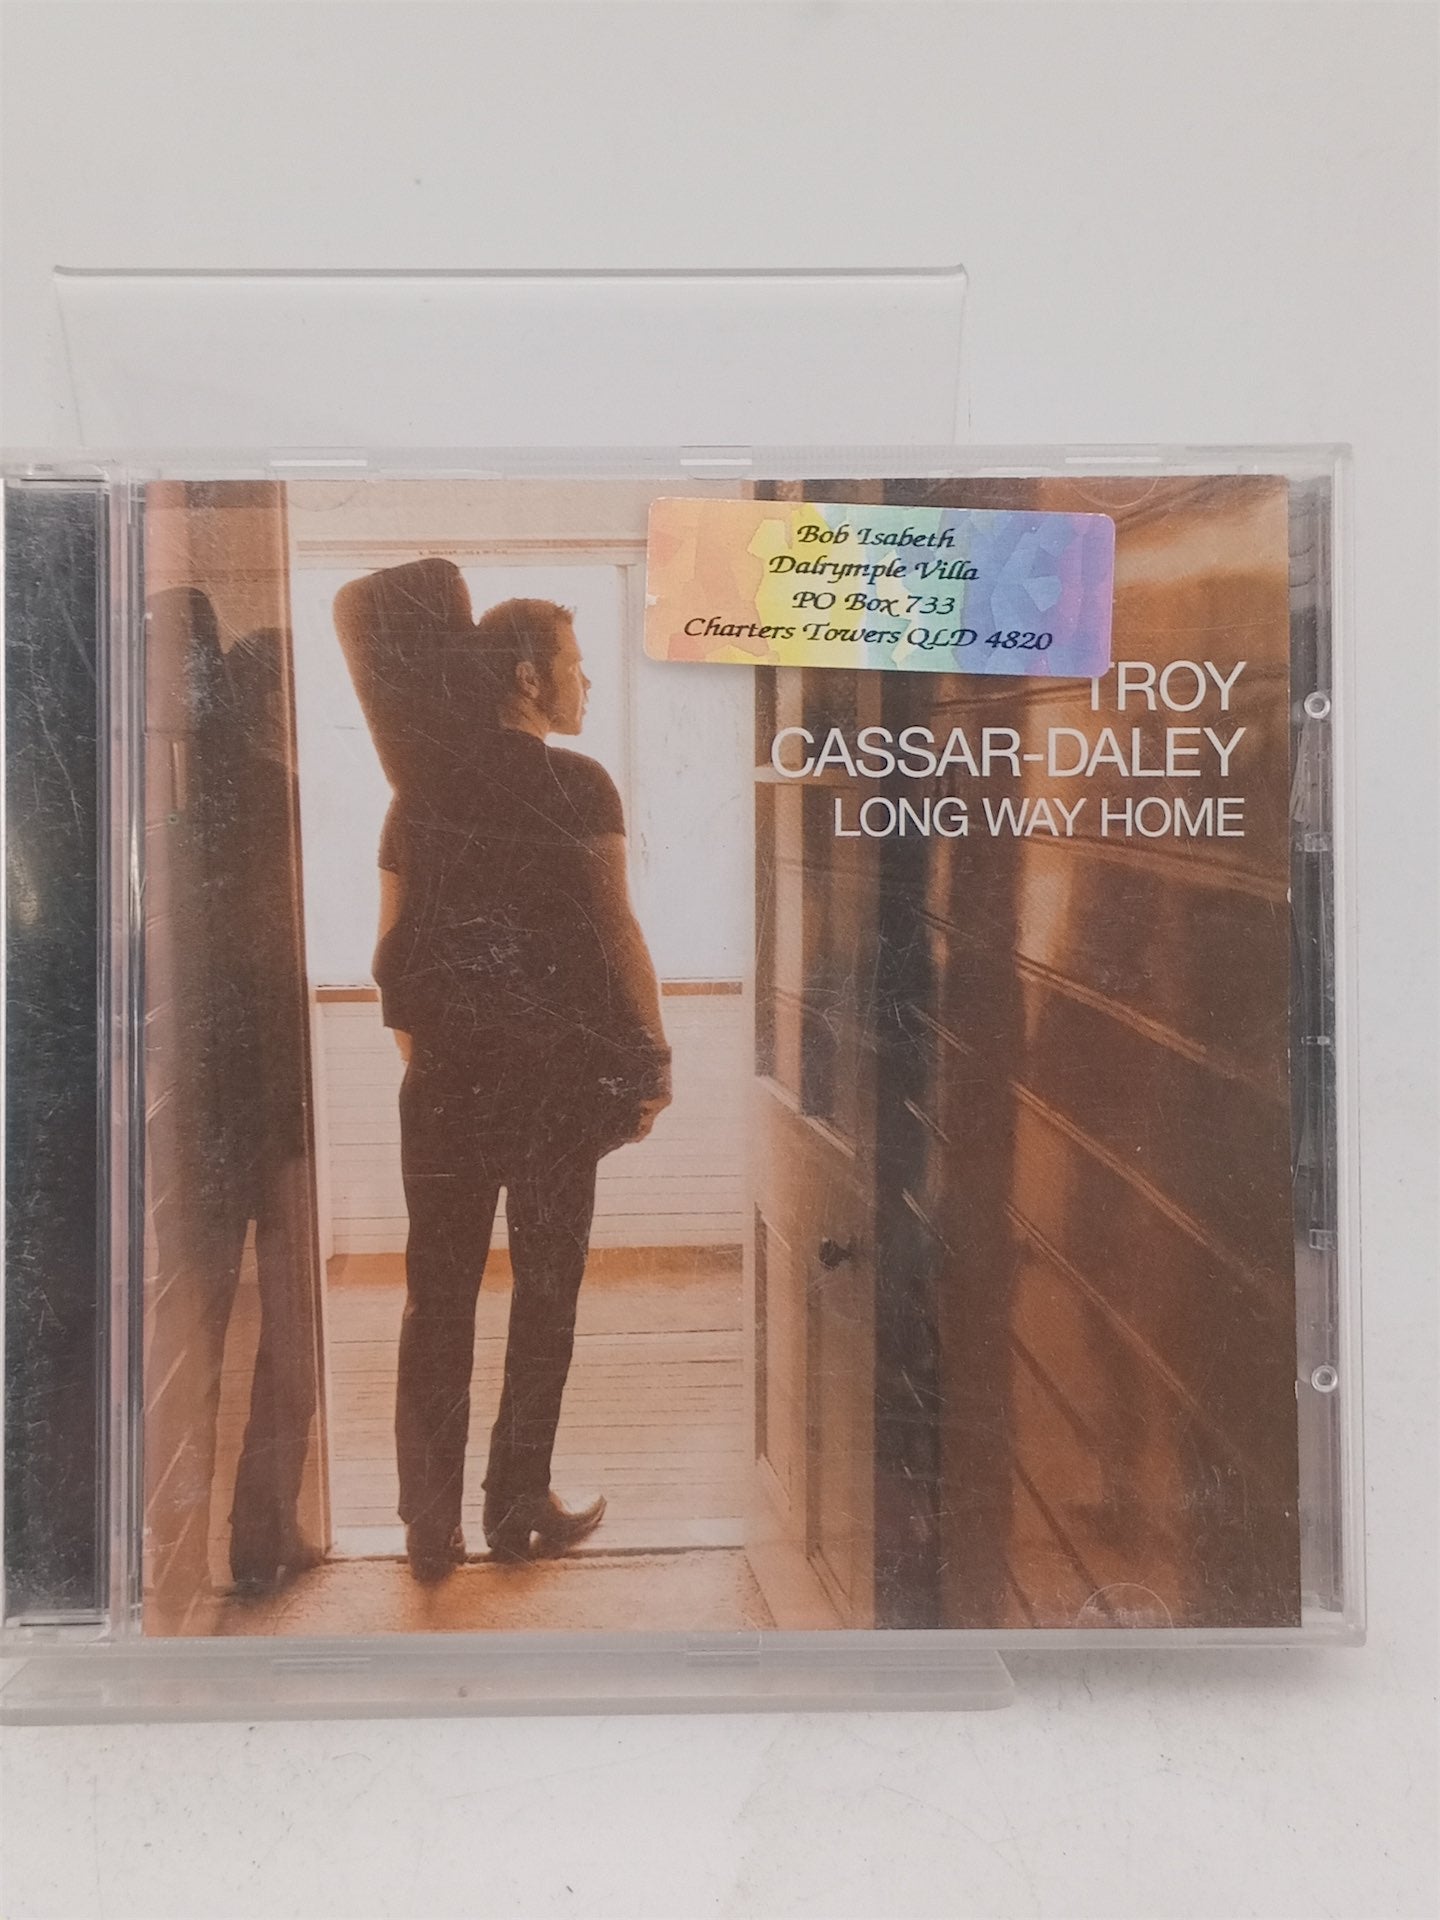 Bob Isabeth
Dalrymple Villa
PO Box 733
Charters Towers QLD 4820
TROY
CASSAR-DALEY
LONG WAY HOME